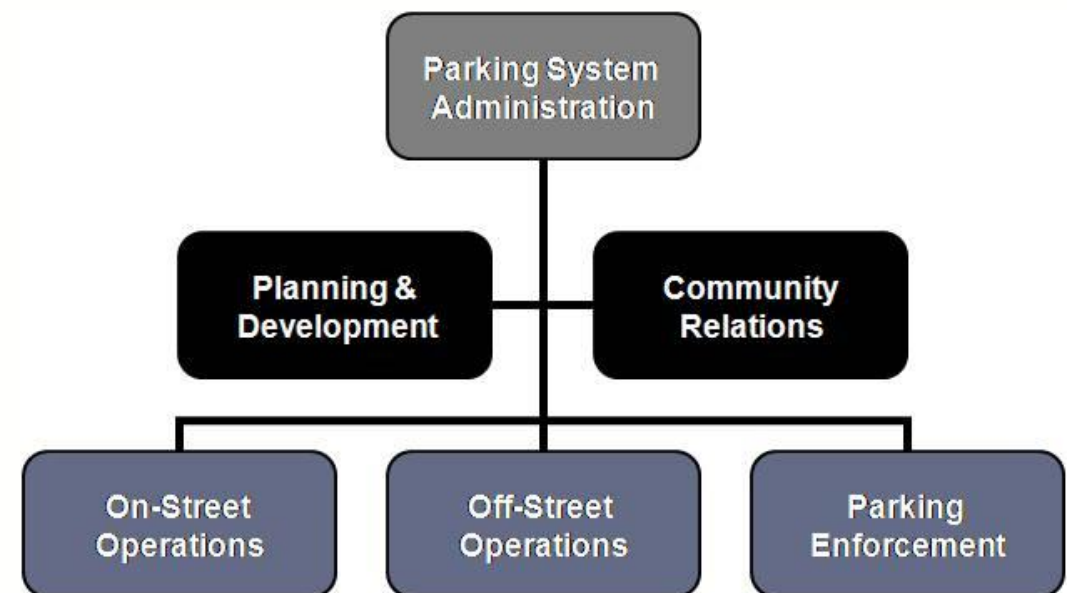 Parking System
Administration
Planning &
Development
Community
Relations
On-Street
Operations
Off-Street
Operations
Parking
Enforcement